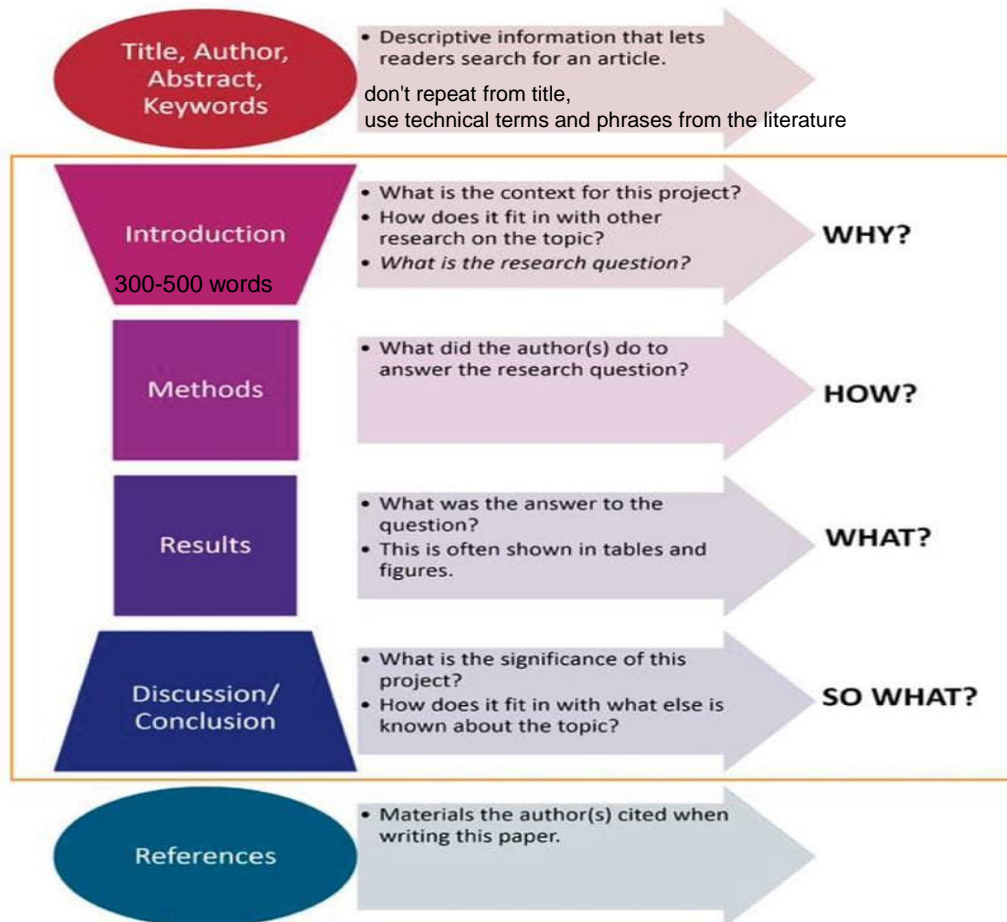 Title, Author,
Abstract,
Keywords
• Descriptive information that lets
readers search for an article.
don't repeat from title,
use technical terms and phrases from the literature
Introduction
300-500 words
• What is the context for this project?
• How does it fit in with other
research on the topic?
• What is the research question?
WHY?
Methods
• What did the author(s) do to
answer the research question?
HOW?
Results
• What was the answer to the
question?
• This is often shown in tables and
figures.
WHAT?
Discussion/
Conclusion
• What is the significance of this
project?
• How does it fit in with what else is
known about the topic?
SO WHAT?
References
• Materials the author(s) cited when
writing this paper.